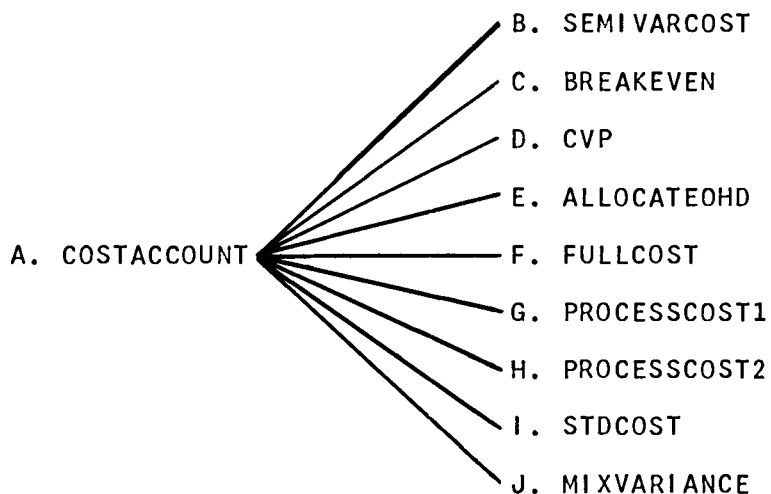 B. SEMIVARCOST
C. BREAKEVEN
D. CVP
E. ALLOCATEOHD
A. COSTACCOUNT
F. FULLCOST
G. PROCESSCOST1
H. PROCESSCOST2
I. STDCOST
J. MIXVARIANCE